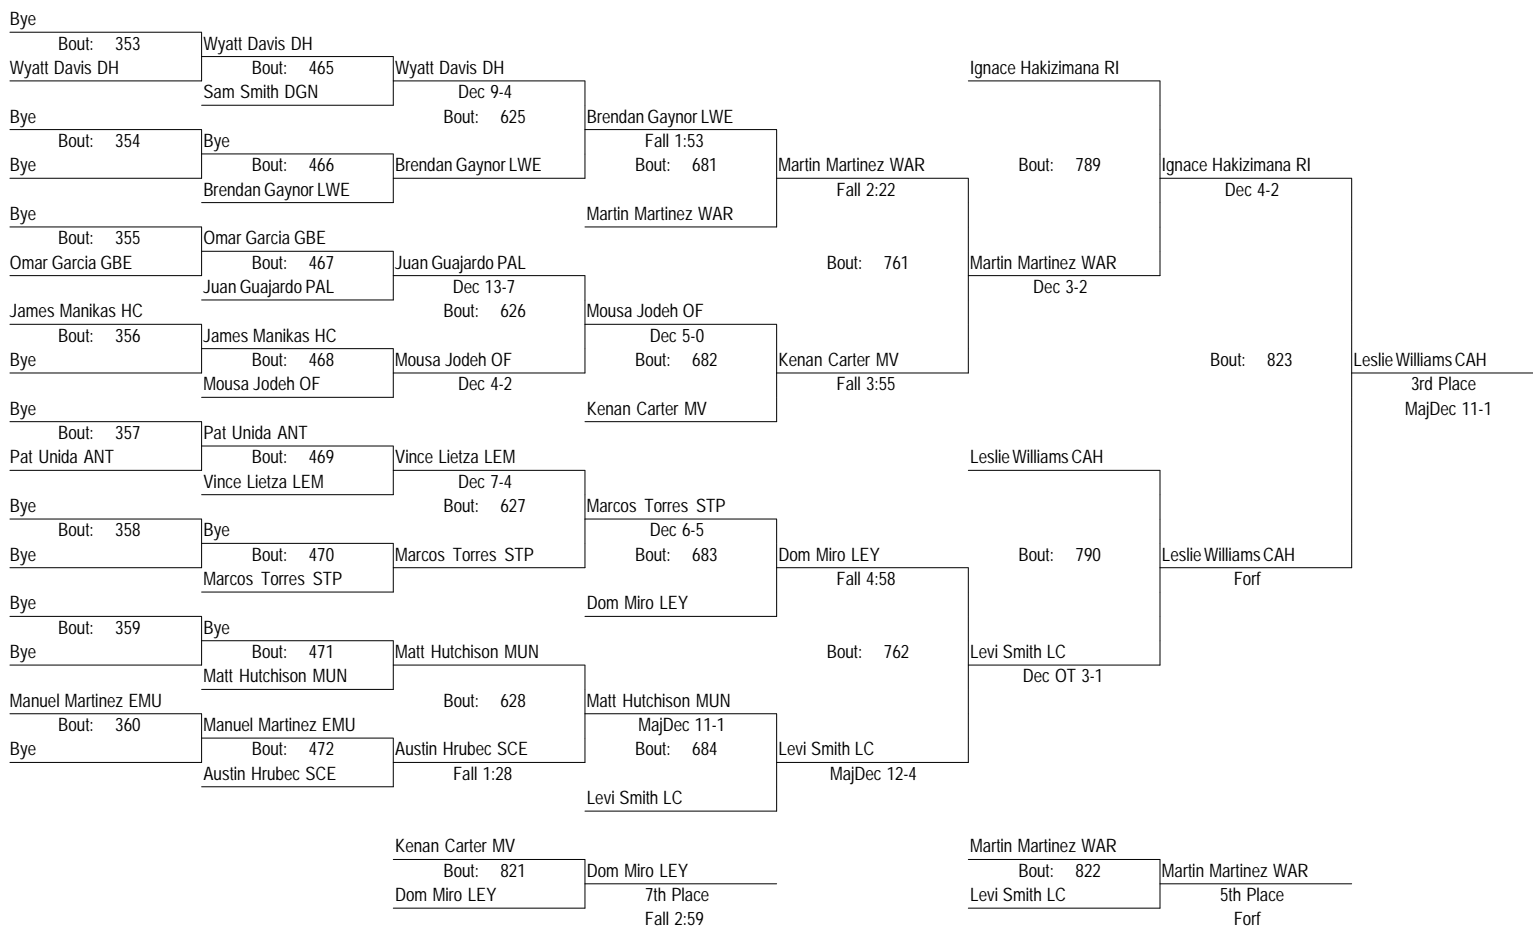 Bye
Bout: 353
Wyatt Davis DH
Wyatt Davis DH
Bout: 465
Sam Smith DGN
Wyatt Davis DH
Dec 9-4
Bout: 625
Bye
Bout: 354
Bye
Bye
Bout: 466
Brendan Gaynor LWE
Brendan Gaynor LWE
Brendan Gaynor LWE
Fall 1:53
Bout: 681
Martin Martinez WAR
Bye
Bout: 355
Omar Garcia GBE
Omar Garcia GBE
Bout: 467
Juan Guajardo PAL
Juan Guajardo PAL
Dec 13-7
Bout: 626
James Manikas HC
Bout: 356
Bye
James Manikas HC
Bout: 468
Mousa Jodeh OF
Mousa Jodeh OF
Dec 4-2
Mousa Jodeh OF
Dec 5-0
Bout: 682
Kenan Carter MV
Martin Martinez WAR
Fall 2:22
Bout: 761
Kenan Carter MV
Fall 3:55
Ignace Hakizimana RI
Bout: 789
Martin Martinez WAR
Dec 3-2
Ignace Hakizimana RI
Dec 4-2
Bye
Bout: 357
Pat Unida ANT
Pat Unida ANT
Bout: 469
Vince Lietza LEM
Vince Lietza LEM
Dec 7-4
Bout: 627
Bye
Bout: 358
Bye
Bye
Bout: 470
Marcos Torres STP
Marcos Torres STP
Marcos Torres STP
Dec 6-5
Bout: 683
Dom Miro LEY
Bye
Bout: 359
Bye
Bye
Bout: 471
Matt Hutchison MUN
Matt Hutchison MUN
Bout: 628
Manuel Martinez EMU
Bout: 360
Bye
Manuel Martinez EMU
Bout: 472
Austin Hrubec SCE
Austin Hrubec SCE
Fall 1:28
Matt Hutchison MUN
MajDec 11-1
Bout: 684
Levi Smith LC
Dom Miro LEY
Fall 4:58
Bout: 762
Levi Smith LC
MajDec 12-4
Leslie Williams CAH
Bout: 790
Levi Smith LC
Dec OT 3-1
Leslie Williams CAH
Forf
Bout: 823
Leslie Williams CAH
3rd Place
MajDec 11-1
Kenan Carter MV
Bout: 821
Dom Miro LEY
Dom Miro LEY
7th Place
Fall 2:59
Martin Martinez WAR
Bout: 822
Levi Smith LC
Martin Martinez WAR
5th Place
Forf